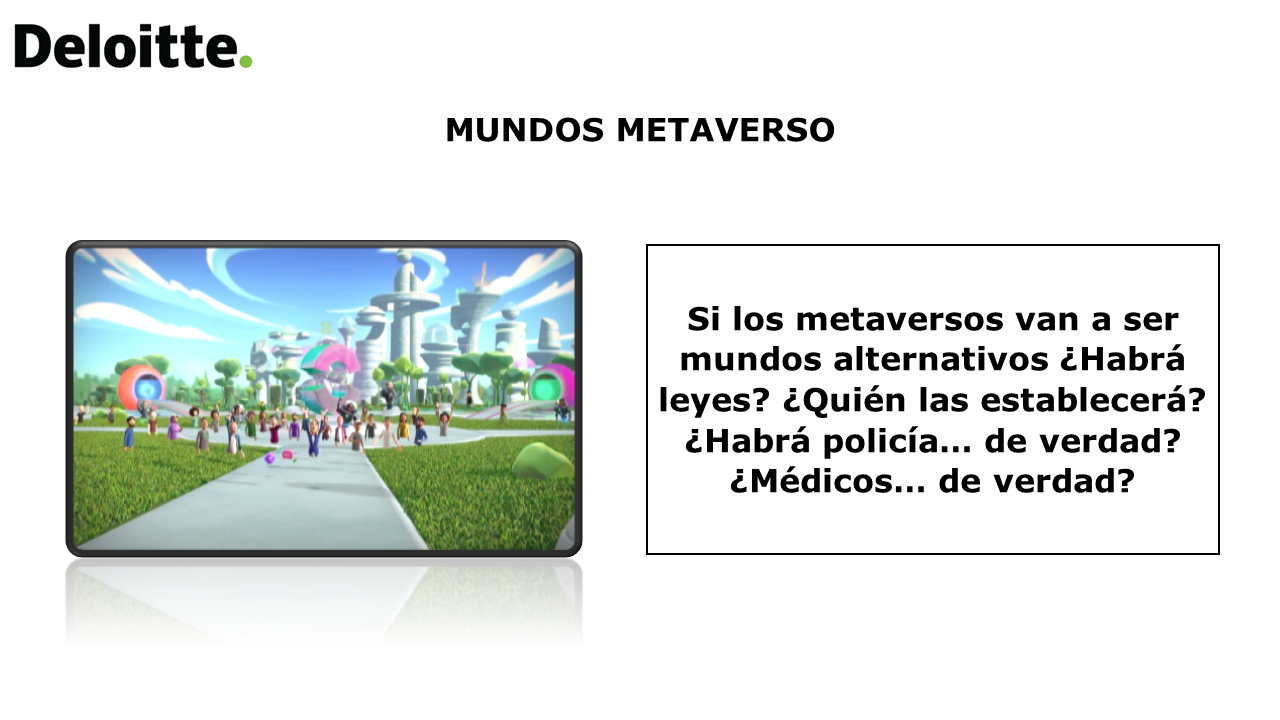 Deloitte.
MUNDOS METAVERSO
Si los metaversos van a ser
mundos alternativos ¿Habrá
leyes? ¿Quién las establecerá?
¿Habrá policía... de verdad?
¿Médicos... de verdad?